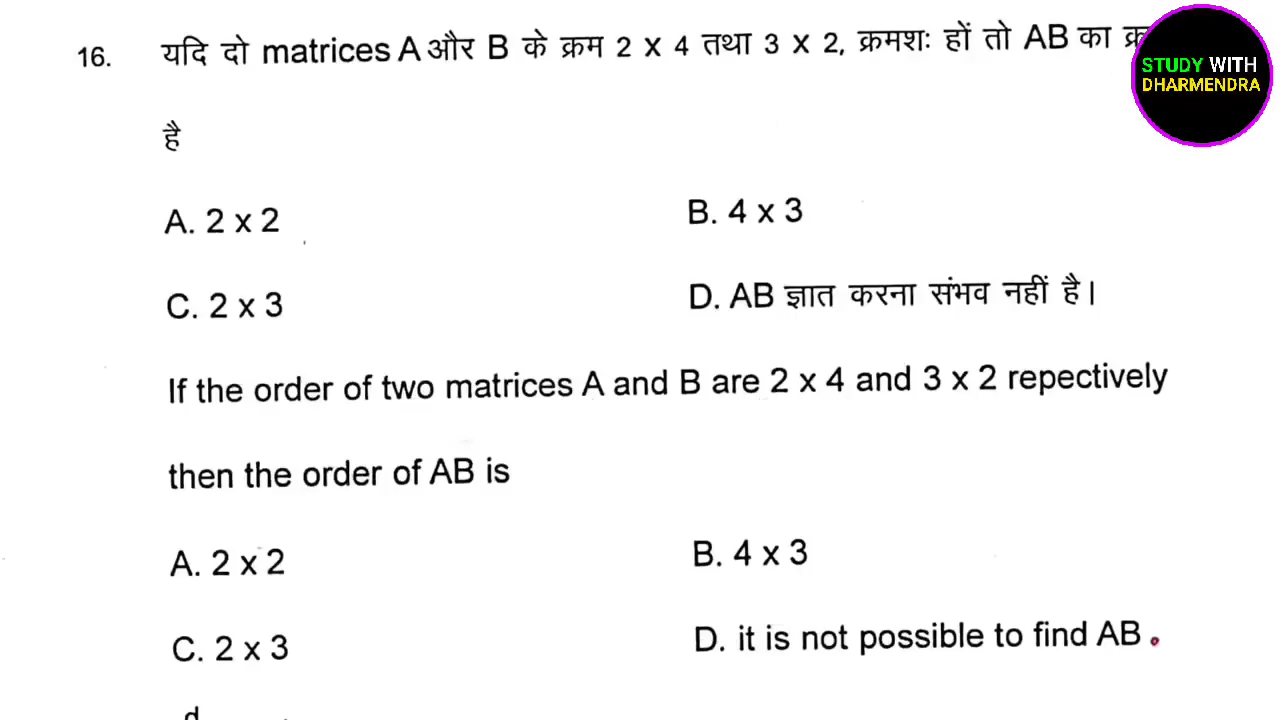 16. यदि दो matrices A और B के क्रम 2 x 4 तथा 3 x 2, क्रमशः हों तो AB का
STUDY WITH
DHARMENDRA
है
A. 2 x 2 B. 4 x 3
C. 2 x 3 D. AB ज्ञात करना संभव नहीं है।
If the order of two matrices A and B are 2 x 4 and 3 x 2 repectively
then the order of AB is
A. 2 x 2 B. 4 x 3
C. 2 x 3 D. it is not possible to find AB .